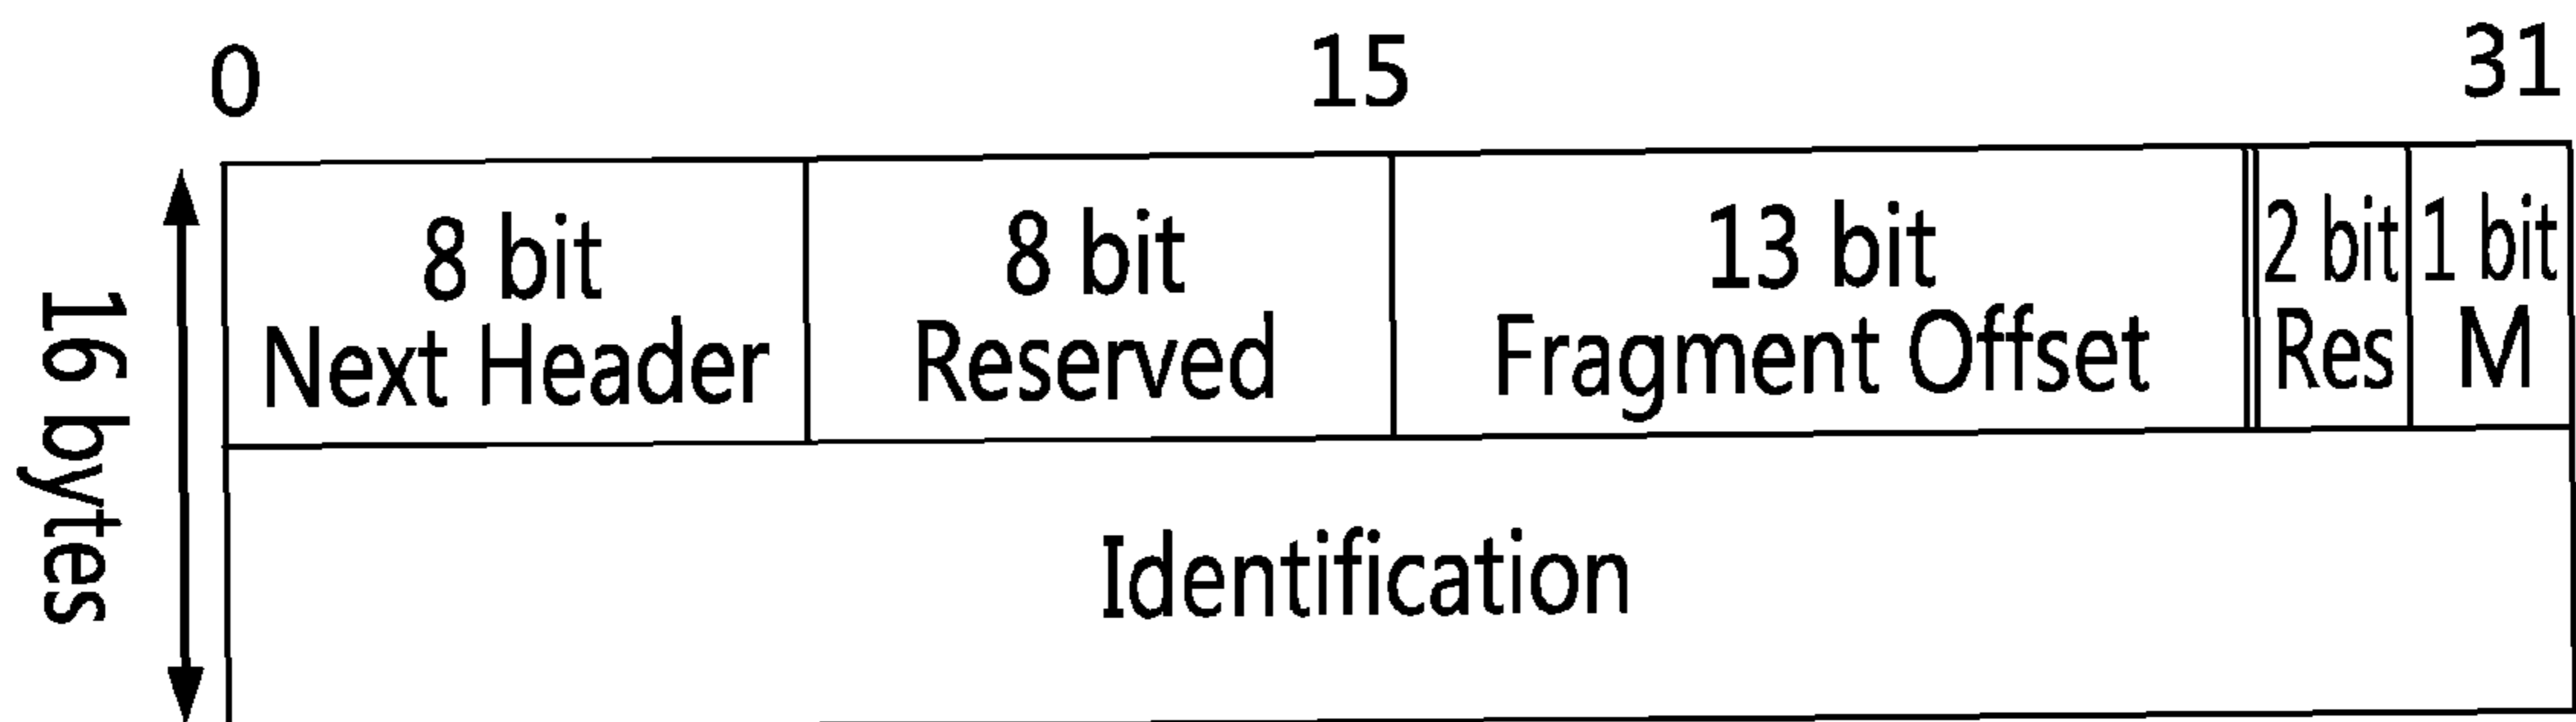 0 15 31
8 bit 8 bit 13 bit 2 bit 1 bit
Next Header Reserved Fragment Offset Res M
16 bytes
Identification